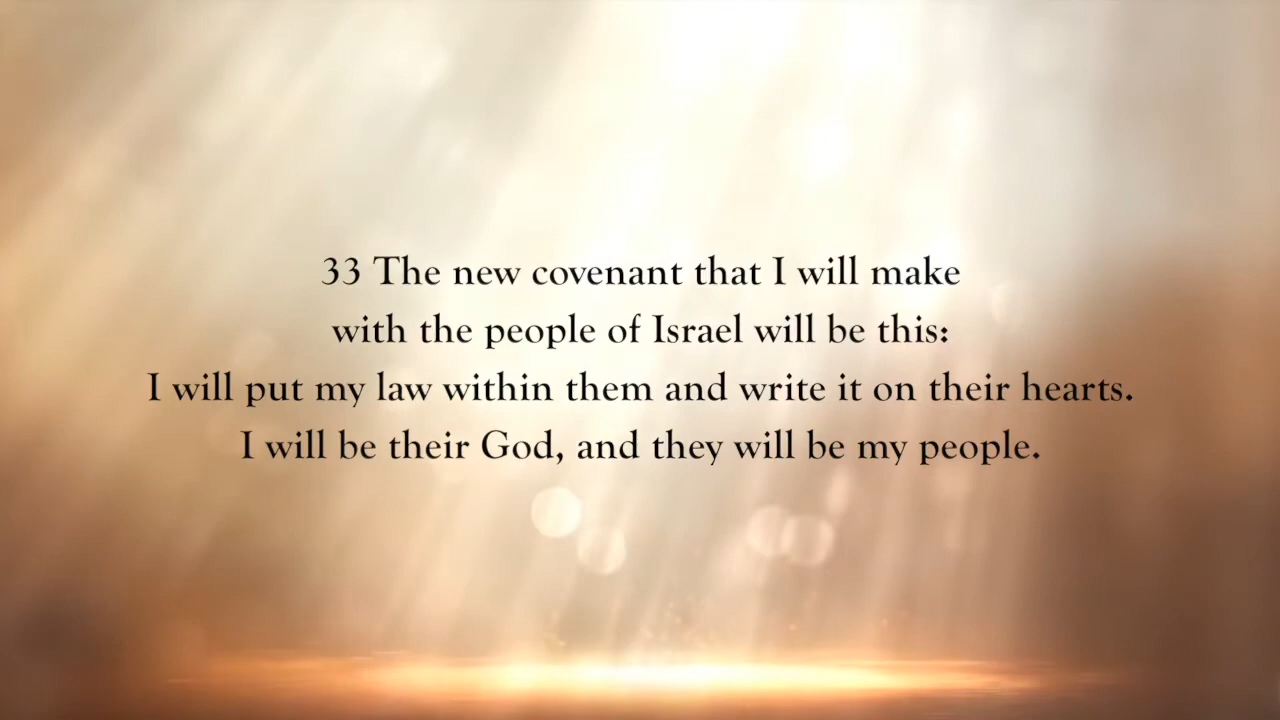 33 The new covenant that I will make
with the people of Israel will be this:
I will put my law within them and write it on their hearts.
I will be their God, and they will be my people.